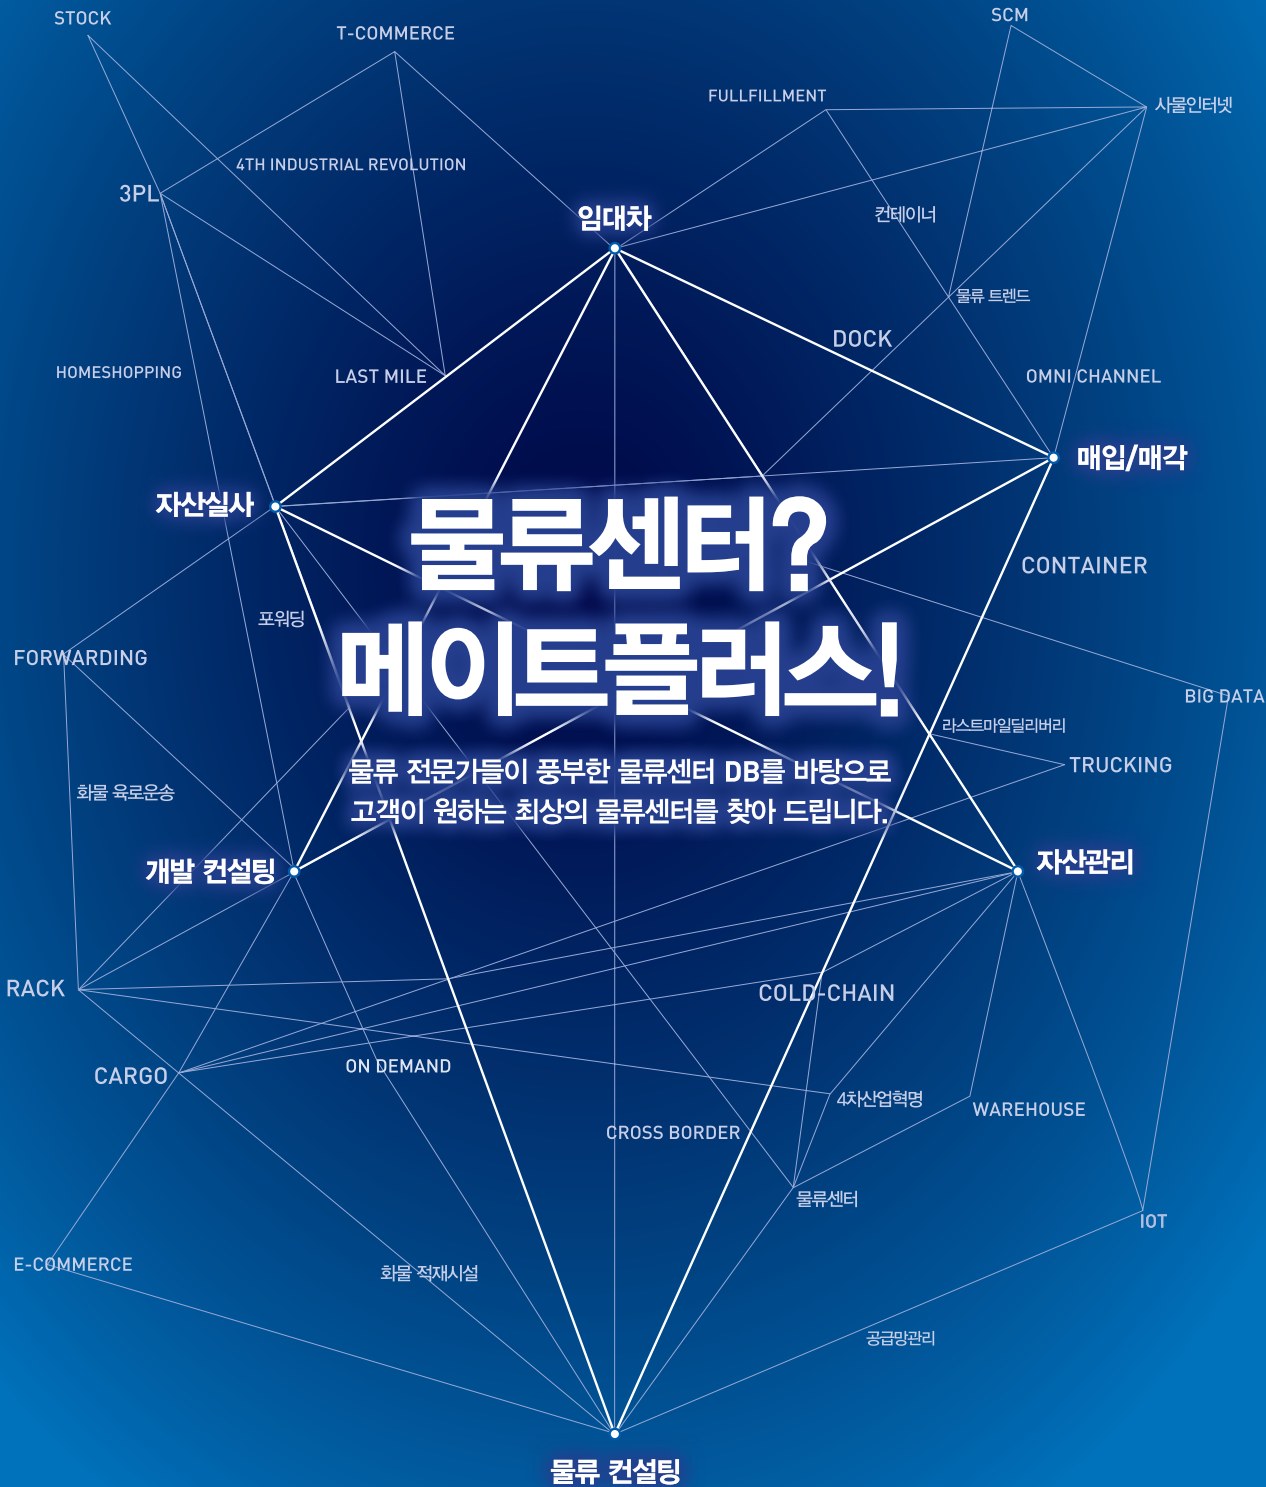 STOCK
T-COMMERCE
SCM
FULLFILLMENT
사물인터넷
4TH INDUSTRIAL REVOLUTION
3PL
임대차
컨테이너
물류 트렌드
DOCK
HOMESHOPPING
LAST MILE
OMNI CHANNEL
매입/매각
자산실사
물류센터?
CONTAINER
포워딩
FORWARDING
메이트플러스!
BIG DATA
라스트마일딜리버리
TRUCKING
물류 전문가들이 풍부한 물류센터 DB를 바탕으로
고객이 원하는 최상의 물류센터를 찾아 드립니다.
화물 육로운송
개발 컨설팅
자산관리
RACK
COLD-CHAIN
CARGO
ON DEMAND
4차산업혁명
WAREHOUSE
CROSS BORDER
물류센터
IOT
E-COMMERCE
화물 적재시설
공급망관리
물류 컨설팅